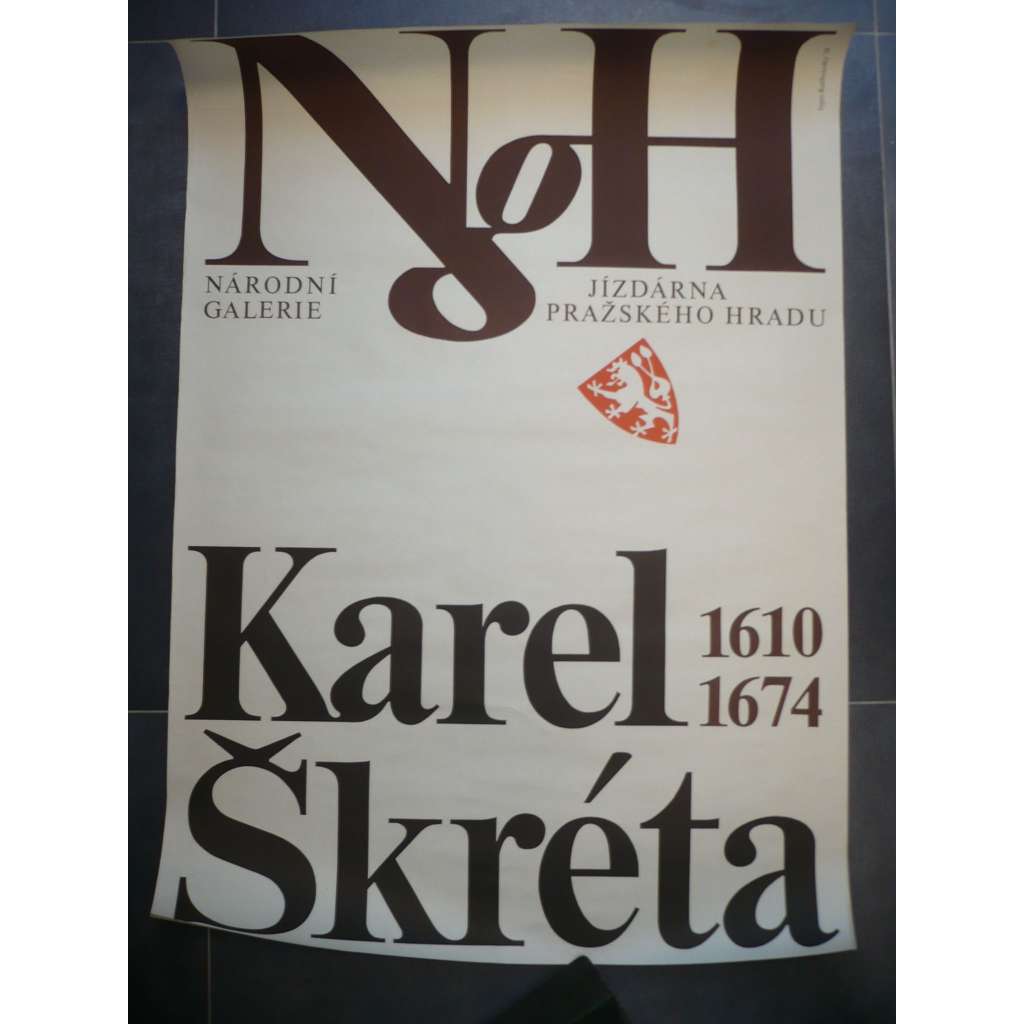 NgH
NÁRODNÍ
GALERIE
JÍZDÁRNA
PRAŽSKÉHO HRADU
Karel
1610
1674
Škréta